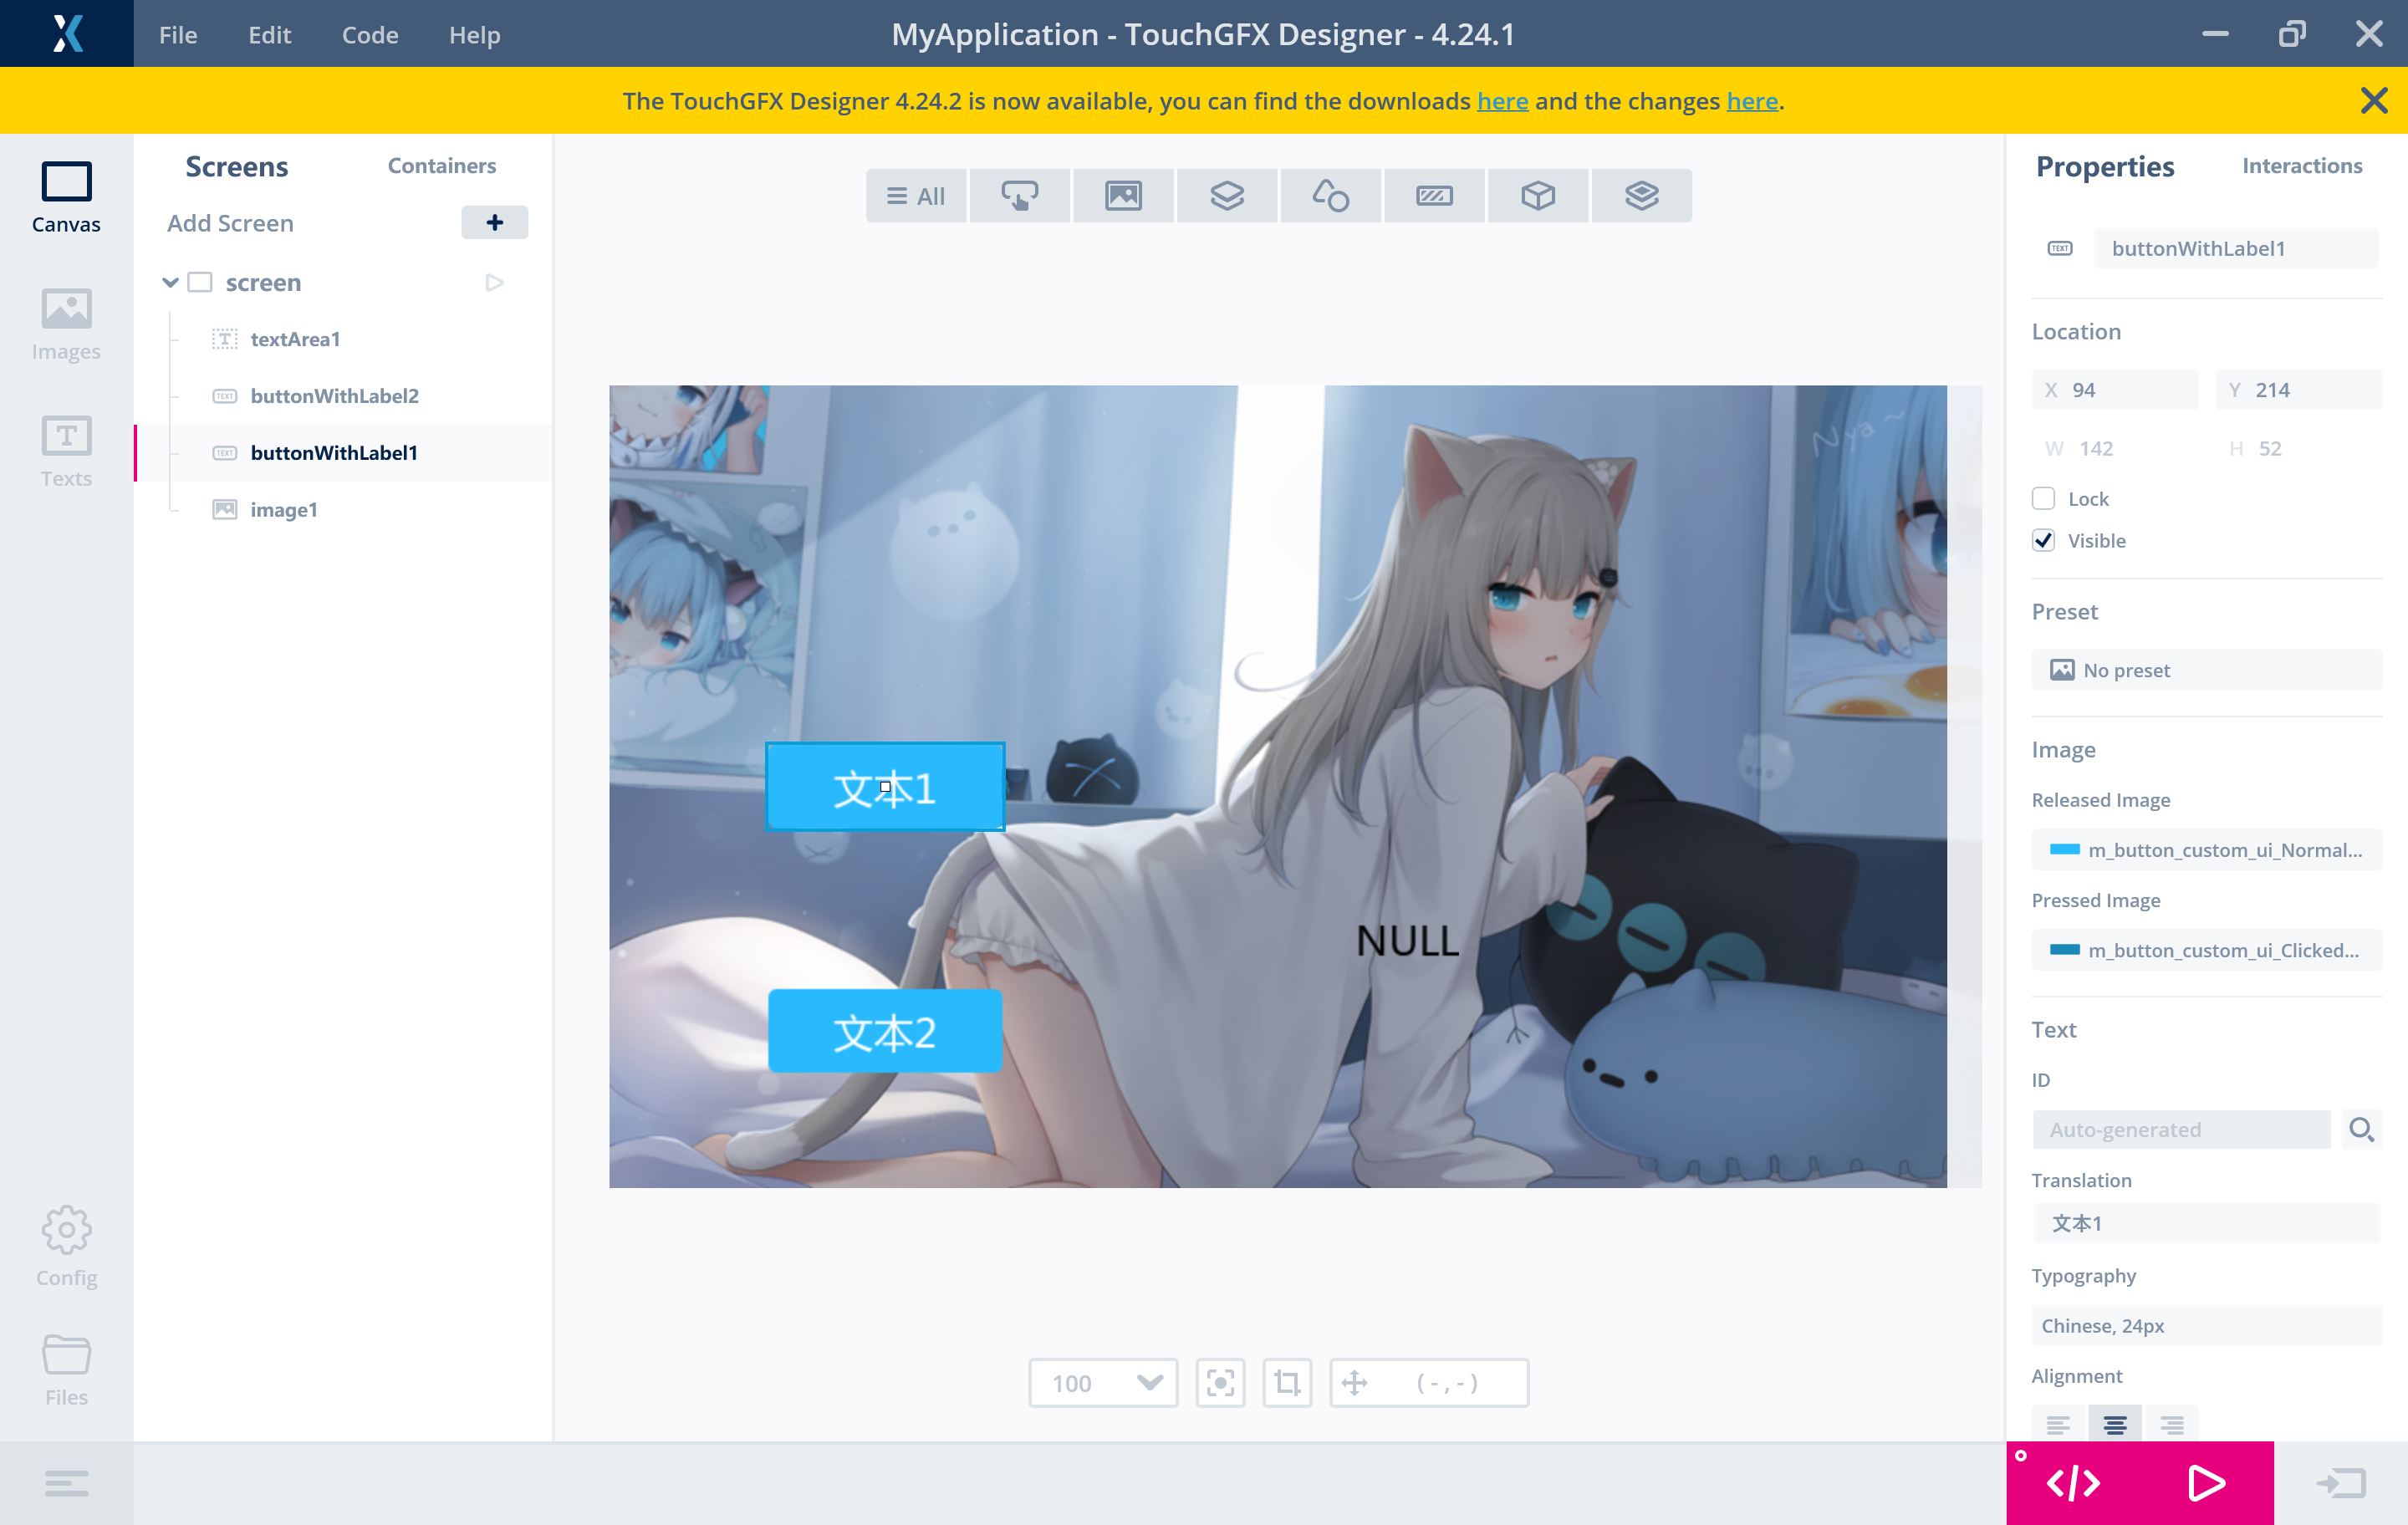 File Edit Code Help
MyApplication - TouchGFX Designer - 4.24.1
The TouchGFX Designer 4.24.2 is now available, you can find the downloads here and the changes here.
Canvas
Images
Texts
Config
Files
Screens Containers
Add Screen
screen
textArea1
TEXT buttonWithLabel2
TEXT buttonWithLabel1
image1
All
Nya ~
文本1
NULL
文本2
100
( - , - )
Properties Interactions
TEXT buttonWithLabel1
Location
X 94 Y 214
W 142 H 52
Lock
Visible
Preset
No preset
Image
Released Image
m_button_custom_ui_Normal...
Pressed Image
m_button_custom_ui_Clicked...
Text
ID
Auto-generated
Translation
文本1
Typography
Chinese, 24px
Alignment